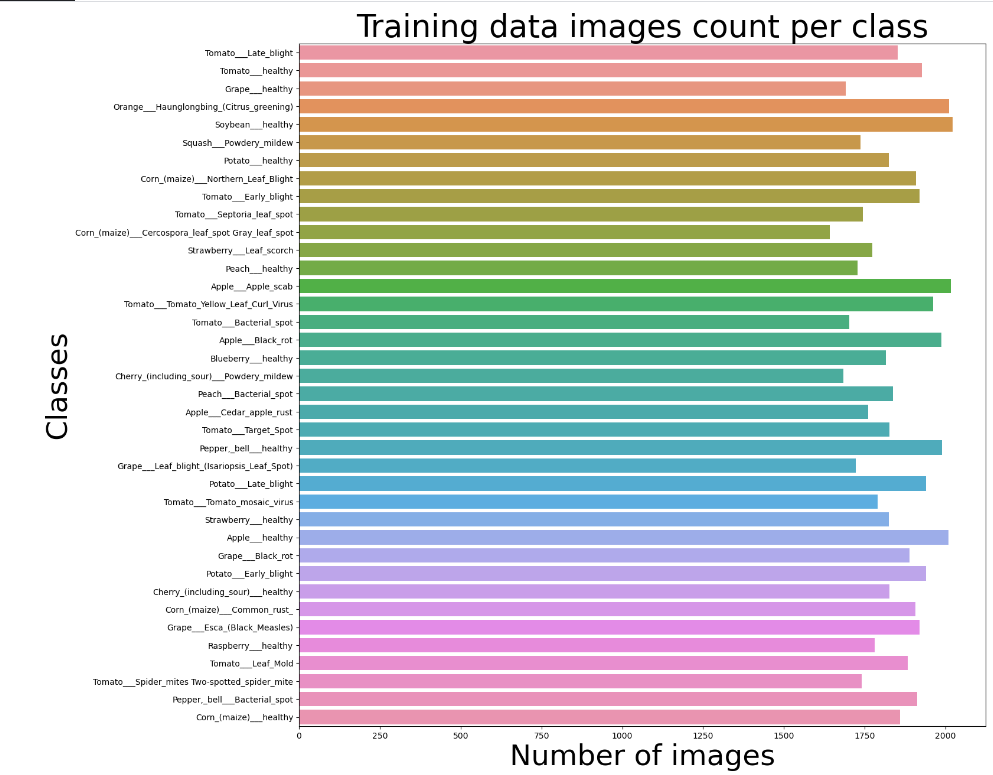 Training data images count per class
Tomato___Late_blight
Tomato___healthy
Grape___healthy
Orange___Haunglongbing_(Citrus_greening)
Soybean___healthy
Squash___Powdery_mildew
Potato___healthy
Corn_(maize)___Northern_Leaf_Blight
Tomato___Early_blight
Tomato___Septoria_leaf_spot
Corn_(maize)___Cercospora_leaf_spot Gray_leaf_spot
Strawberry___Leaf_scorch
Peach___healthy
Apple___Apple_scab
Tomato___Tomato_Yellow_Leaf_Curl_Virus
Tomato___Bacterial_spot
Apple___Black_rot
Blueberry___healthy
Cherry_(including_sour)___Powdery_mildew
Peach___Bacterial_spot
Apple___Cedar_apple_rust
Tomato___Target_Spot
Pepper,_bell___healthy
Grape___Leaf_blight_(Isariopsis_Leaf_Spot)
Potato___Late_blight
Tomato___Tomato_mosaic_virus
Strawberry___healthy
Apple___healthy
Grape___Black_rot
Potato___Early_blight
Cherry_(including_sour)___healthy
Corn_(maize)___Common_rust_
Grape___Esca_(Black_Measles)
Raspberry___healthy
Tomato___Leaf_Mold
Tomato___Spider_mites Two-spotted_spider_mite
Pepper,_bell___Bacterial_spot
Corn_(maize)___healthy
Classes
0 250 500 750 1000 1250 1500 1750 2000
Number of images